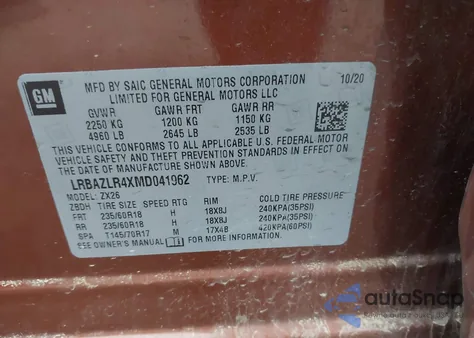 GM
MFD BY SAIC GENERAL MOTORS CORPORATION 10/20
LIMITED FOR GENERAL MOTORS LLC
GVWR GAWR FRT GAWR RR
2250 KG 1200 KG 1150 KG
4960 LB 2645 LB 2535 LB
THIS VEHICLE CONFORMS TO ALL APPLICABLE U.S. FEDERAL
MOTOR VEHICLE SAFETY, BUMPER, AND THEFT PREVENTION
STANDARDS IN EFFECT ON THE DATE OF MANUFACTURE SHOWN ABOVE.
LRBAZLR4XMD041962 TYPE: M.P.V.
MODEL: ZX26
ZBDH TIRE SIZE SPEED RTG RIM COLD TIRE PRESSURE
FRT 235/60R18 H 18X8J 240KPA(35PSI)
RR 235/60R18 H 18X8J 240KPA(35PSI)
SPA T145/70R17 M 17X4B 420KPA(60PSI)
SEE OWNER'S MANUAL FOR MORE INFORMATION.
autoSnap